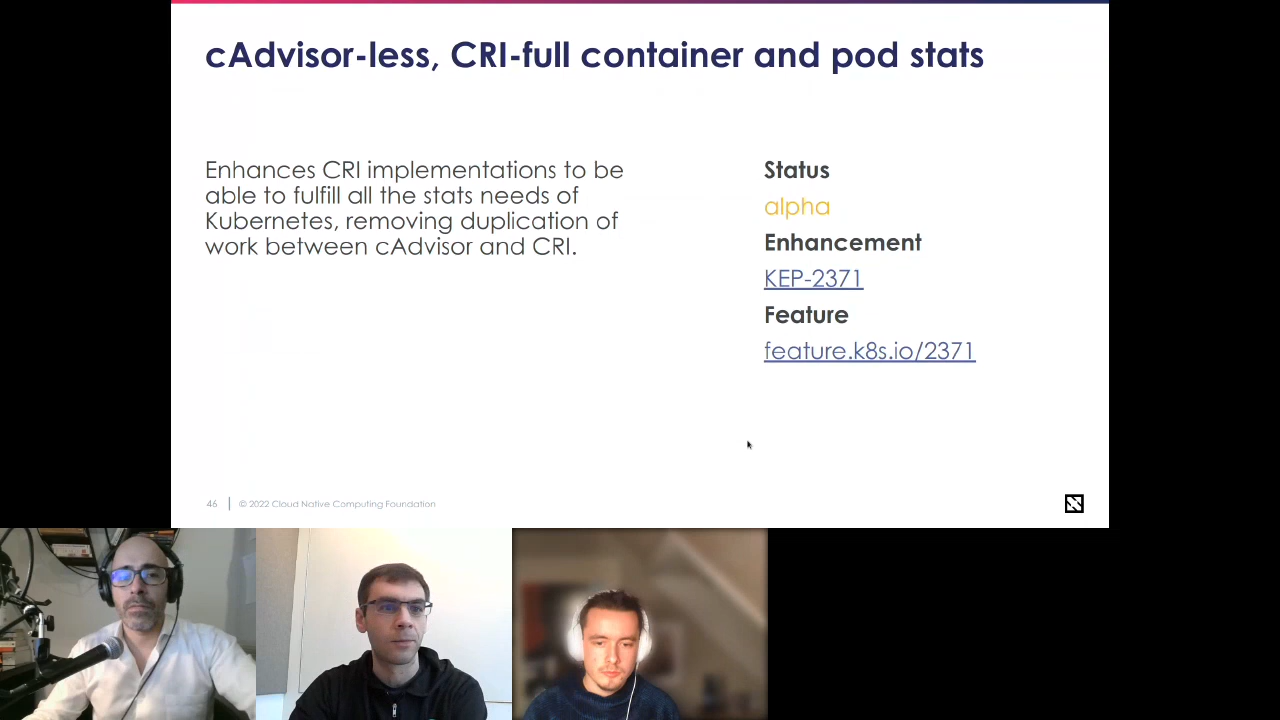 cAdvisor-less, CRI-full container and pod stats
Enhances CRI implementations to be
able to fulfill all the stats needs of
Kubernetes, removing duplication of
work between cAdvisor and CRI.
Status
alpha
Enhancement
KEP-2371
Feature
feature.k8s.io/2371
46
© 2022 Cloud Native Computing Foundation